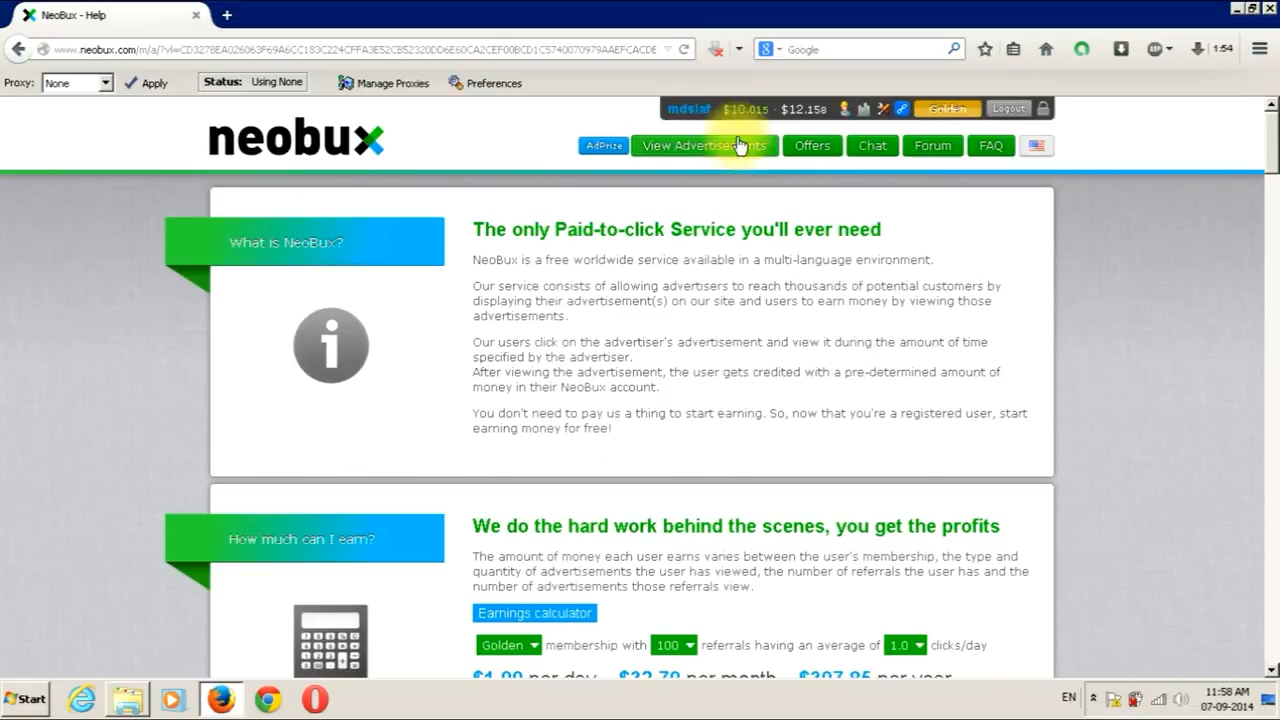 NeoBux - Help
Google
1:54
Proxy: None Apply Status: Using None Manage Proxies Preferences
$10.015 · $12.158 Golden Logout
neobux
AdPrize View Advertisements Offers Chat Forum FAQ
What is NeoBux?
The only Paid-to-click Service you'll ever need
NeoBux is a free worldwide service available in a multi-language environment.
Our service consists of allowing advertisers to reach thousands of potential customers by
displaying their advertisement(s) on our site and users to earn money by viewing those
advertisements.
Our users click on the advertiser's advertisement and view it during the amount of time
specified by the advertiser.
After viewing the advertisement, the user gets credited with a pre-determined amount of
money in their NeoBux account.
You don't need to pay us a thing to start earning. So, now that you're a registered user, start
earning money for free!
How much can I earn?
We do the hard work behind the scenes, you get the profits
The amount of money each user earns varies between the user's membership, the type and
quantity of advertisements the user has viewed, the number of referrals the user has and the
number of advertisements those referrals view.
Earnings calculator
Golden membership with 100 referrals having an average of 1.0 clicks/day
per day per month per year
Start
EN
11:58 AM
07-09-2014